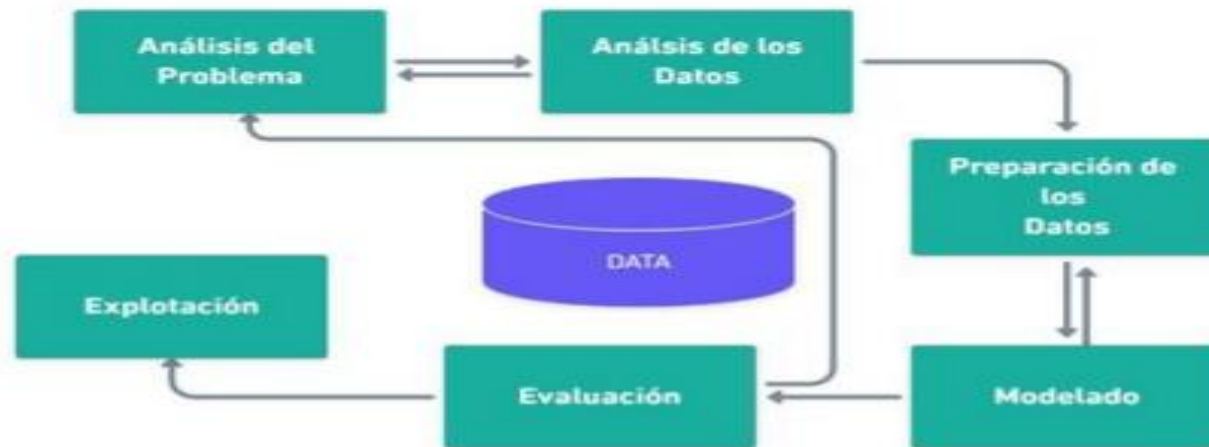 Análisis del
Problema
Análsis de los
Datos
Preparación de
los
Datos
DATA
Explotación
Evaluación
Modelado